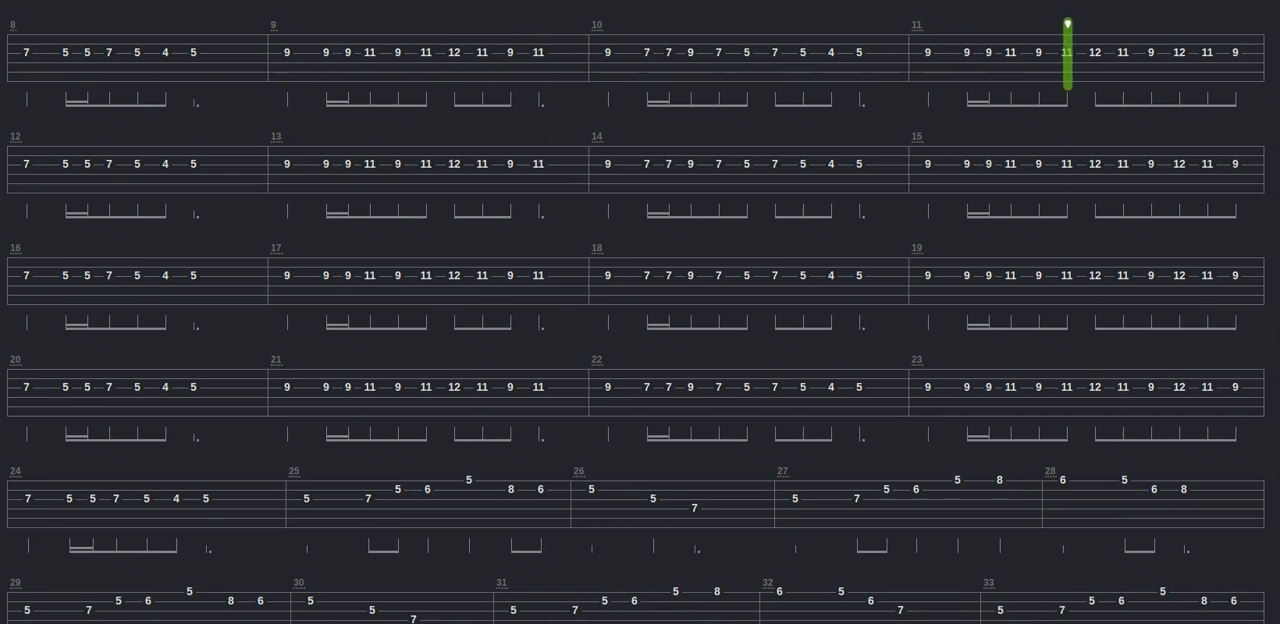 8 9 10 11
7 5 5 7 5 4 5 9 9 9 11 9 11 12 11 9 11 9 7 7 9 7 5 7 5 4 5 9 9 9 11 9 11 12 11 9 12 11 9
12 13 14 15
7 5 5 7 5 4 5 9 9 9 11 9 11 12 11 9 11 9 7 7 9 7 5 7 5 4 5 9 9 9 11 9 11 12 11 9 12 11 9
16 17 18 19
7 5 5 7 5 4 5 9 9 9 11 9 11 12 11 9 11 9 7 7 9 7 5 7 5 4 5 9 9 9 11 9 11 12 11 9 12 11 9
20 21 22 23
7 5 5 7 5 4 5 9 9 9 11 9 11 12 11 9 11 9 7 7 9 7 5 7 5 4 5 9 9 9 11 9 11 12 11 9 12 11 9
24 25 26 27 28
5 5 8 6 5
5 6 8 6 5 5 6 6 8
7 5 5 7 5 4 5 5 7 5 5 7
7
29 30 31 32 33
5 5 8 6 5 5
5 6 8 6 5 5 6 6 5 6 8 6
5 7 5 5 7 7 5 7
7